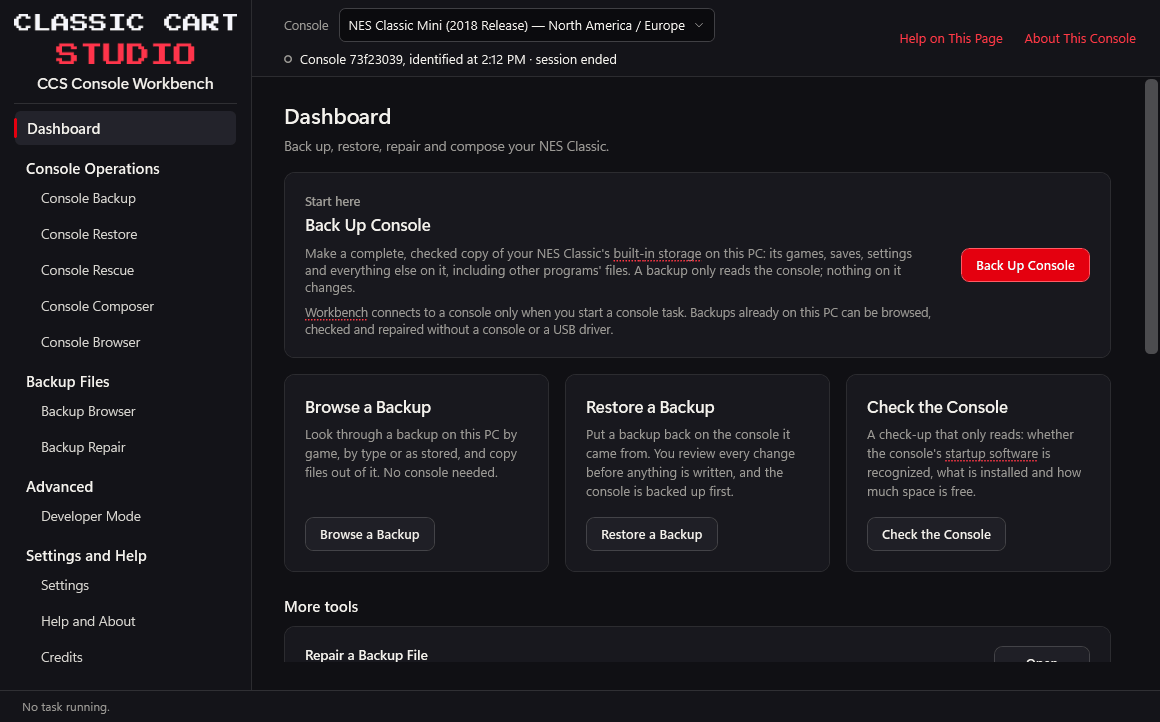 CLASSIC CART
STUDIO
CCS Console Workbench
Dashboard
Console Operations
Console Backup
Console Restore
Console Rescue
Console Composer
Console Browser
Backup Files
Backup Browser
Backup Repair
Advanced
Developer Mode
Settings and Help
Settings
Help and About
Credits
Console
NES Classic Mini (2018 Release) — North America / Europe
Console 73f23039, identified at 2:12 PM · session ended
Help on This Page
About This Console
Dashboard
Back up, restore, repair and compose your NES Classic.
Start here
Back Up Console
Make a complete, checked copy of your NES Classic's built-in storage on this PC: its games, saves, settings
and everything else on it, including other programs' files. A backup only reads the console; nothing on it
changes.
Workbench connects to a console only when you start a console task. Backups already on this PC can be browsed,
checked and repaired without a console or a USB driver.
Back Up Console
Browse a Backup
Look through a backup on this PC by
game, by type or as stored, and copy
files out of it. No console needed.
Browse a Backup
Restore a Backup
Put a backup back on the console it
came from. You review every change
before anything is written, and the
console is backed up first.
Restore a Backup
Check the Console
A check-up that only reads: whether
the console's startup software is
recognized, what is installed and how
much space is free.
Check the Console
More tools
Repair a Backup File
Open
No task running.